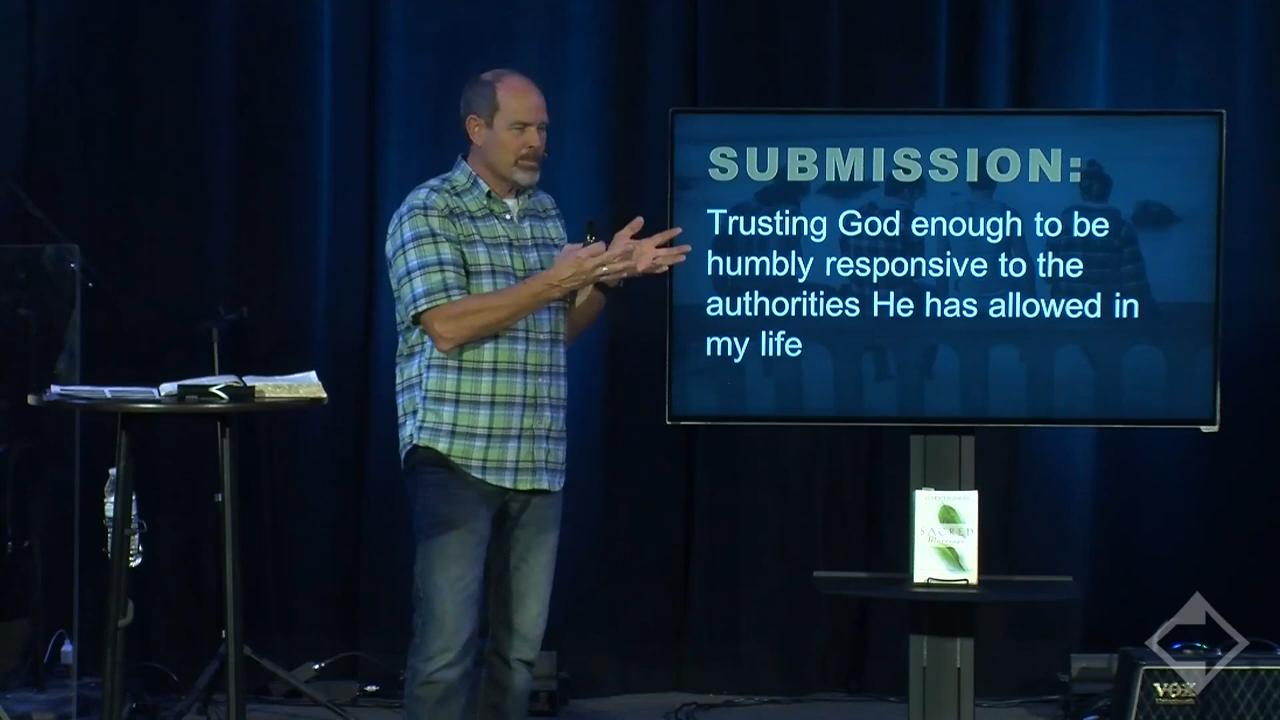 SUBMISSION:
Trusting God enough to be
humbly responsive to the
authorities He has allowed in
my life
SACRED
Marriage
VOX